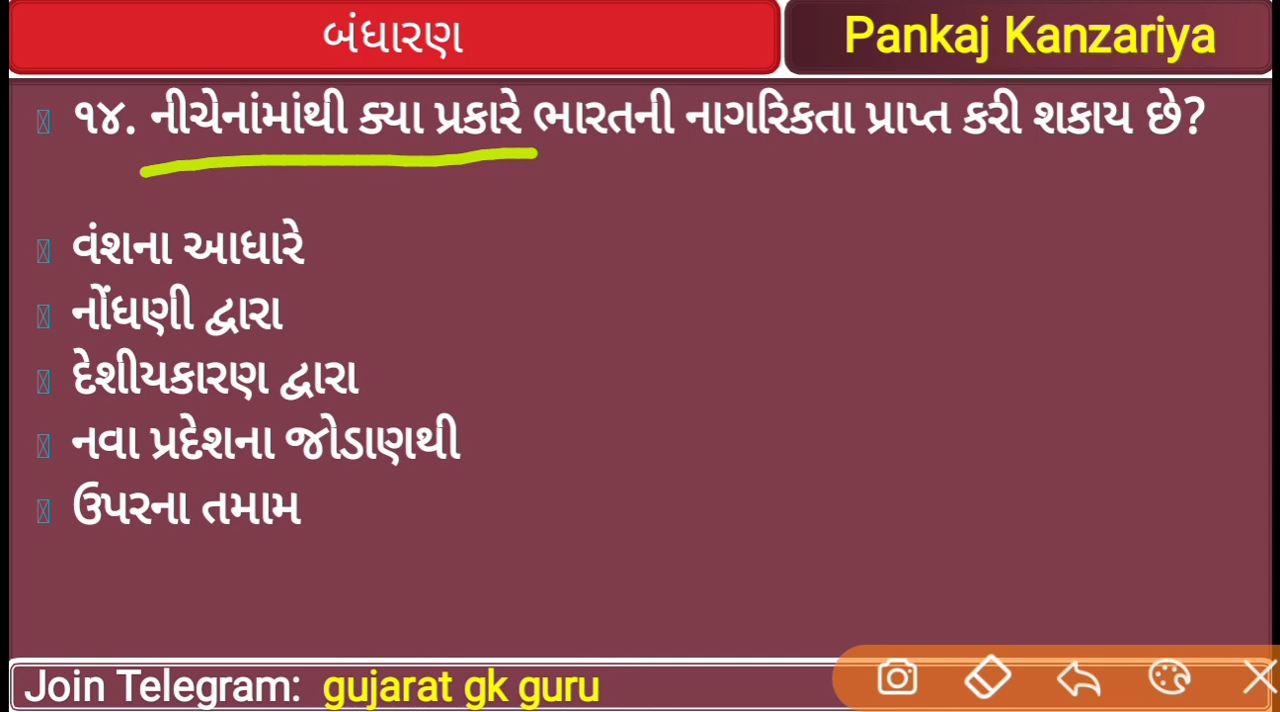 બંધારણ
Pankaj Kanzariya
૧૪. નીચેનાંમાંથી ક્યા પ્રકારે ભારતની નાગરિકતા પ્રાપ્ત કરી શકાય છે?
વંશના આધારે
નોંધણી દ્વારા
દેશીયકારણ દ્વારા
નવા પ્રદેશના જોડાણથી
ઉપરના તમામ
Join Telegram: gujarat gk guru